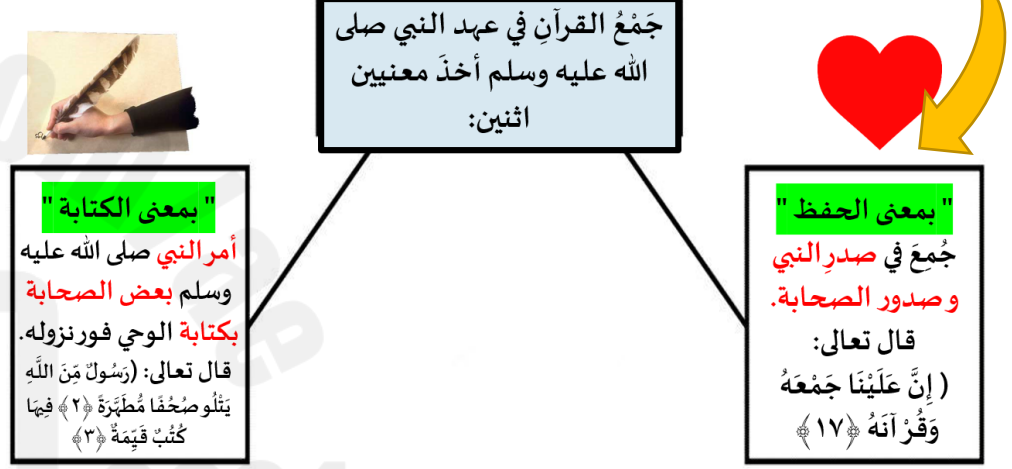 جَمْعُ القرآنِ في عهد النبي صلى
الله عليه وسلم أخذَ معنيين
اثنين:
" بمعنى الحفظ "
جُمِعَ في صدرِ النبي
و صدور الصحابة.
قال تعالى:
( إِنَّ عَلَيْنَا جَمْعَهُ
وَقُرْآنَهُ ﴿١٧﴾
" بمعنى الكتابة "
أمر النبي صلى الله عليه
وسلم بعض الصحابة
بكتابة الوحي فور نزوله.
قال تعالى: (رَسُولٌ مِّنَ اللَّهِ
يَتْلُو صُحُفًا مُّطَهَّرَةً ﴿٢﴾ فِيهَا
كُتُبٌ قَيِّمَةٌ ﴿٣﴾